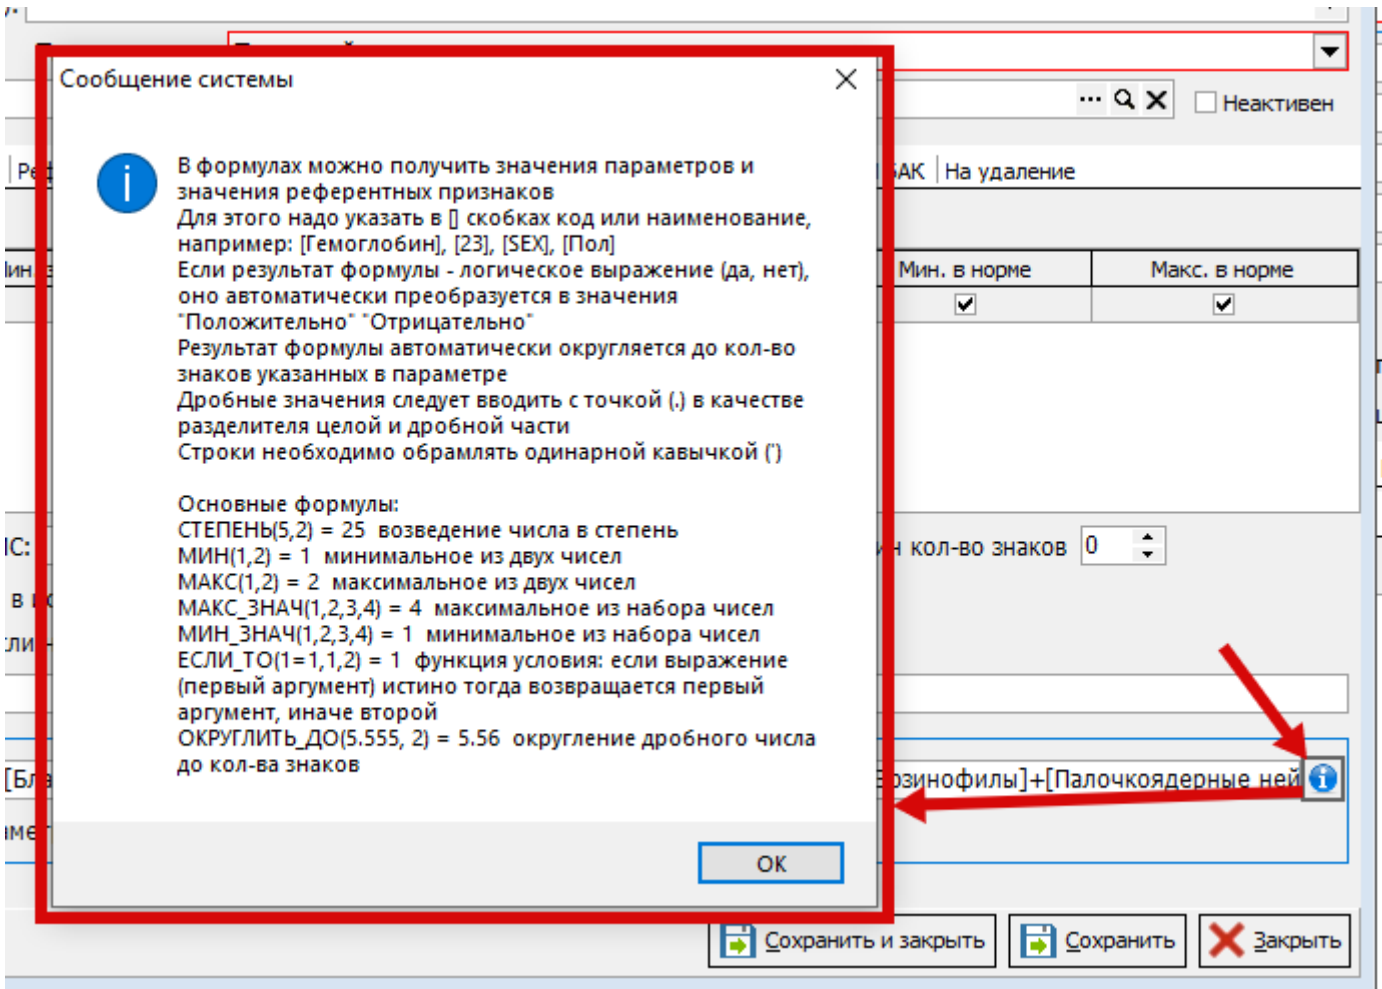 Сообщение системы
Неактивен
На удаление
В формулах можно получить значения параметров и
значения референтных признаков
Для этого надо указать в [] скобках код или наименование,
например: [Гемоглобин], [23], [SEX], [Пол]
Если результат формулы - логическое выражение (да, нет),
оно автоматически преобразуется в значения
"Положительно" "Отрицательно"
Результат формулы автоматически округляется до кол-во
знаков указанных в параметре
Дробные значения следует вводить с точкой (.) в качестве
разделителя целой и дробной части
Строки необходимо обрамлять одинарной кавычкой (')
Мин. в норме
Макс. в норме
Основные формулы:
СТЕПЕНЬ(5,2) = 25 возведение числа в степень
МИН(1,2) = 1 минимальное из двух чисел
МАКС(1,2) = 2 максимальное из двух чисел
МАКС_ЗНАЧ(1,2,3,4) = 4 максимальное из набора чисел
МИН_ЗНАЧ(1,2,3,4) = 1 минимальное из набора чисел
ЕСЛИ_ТО(1=1,1,2) = 1 функция условия: если выражение
(первый аргумент) истино тогда возвращается первый
аргумент, иначе второй
ОКРУГЛИТЬ_ДО(5.555, 2) = 5.56 округление дробного числа
до кол-ва знаков
кол-во знаков 0
озинофилы]+[Палочкоядерные ней
ОК
Сохранить и закрыть
Сохранить
Закрыть